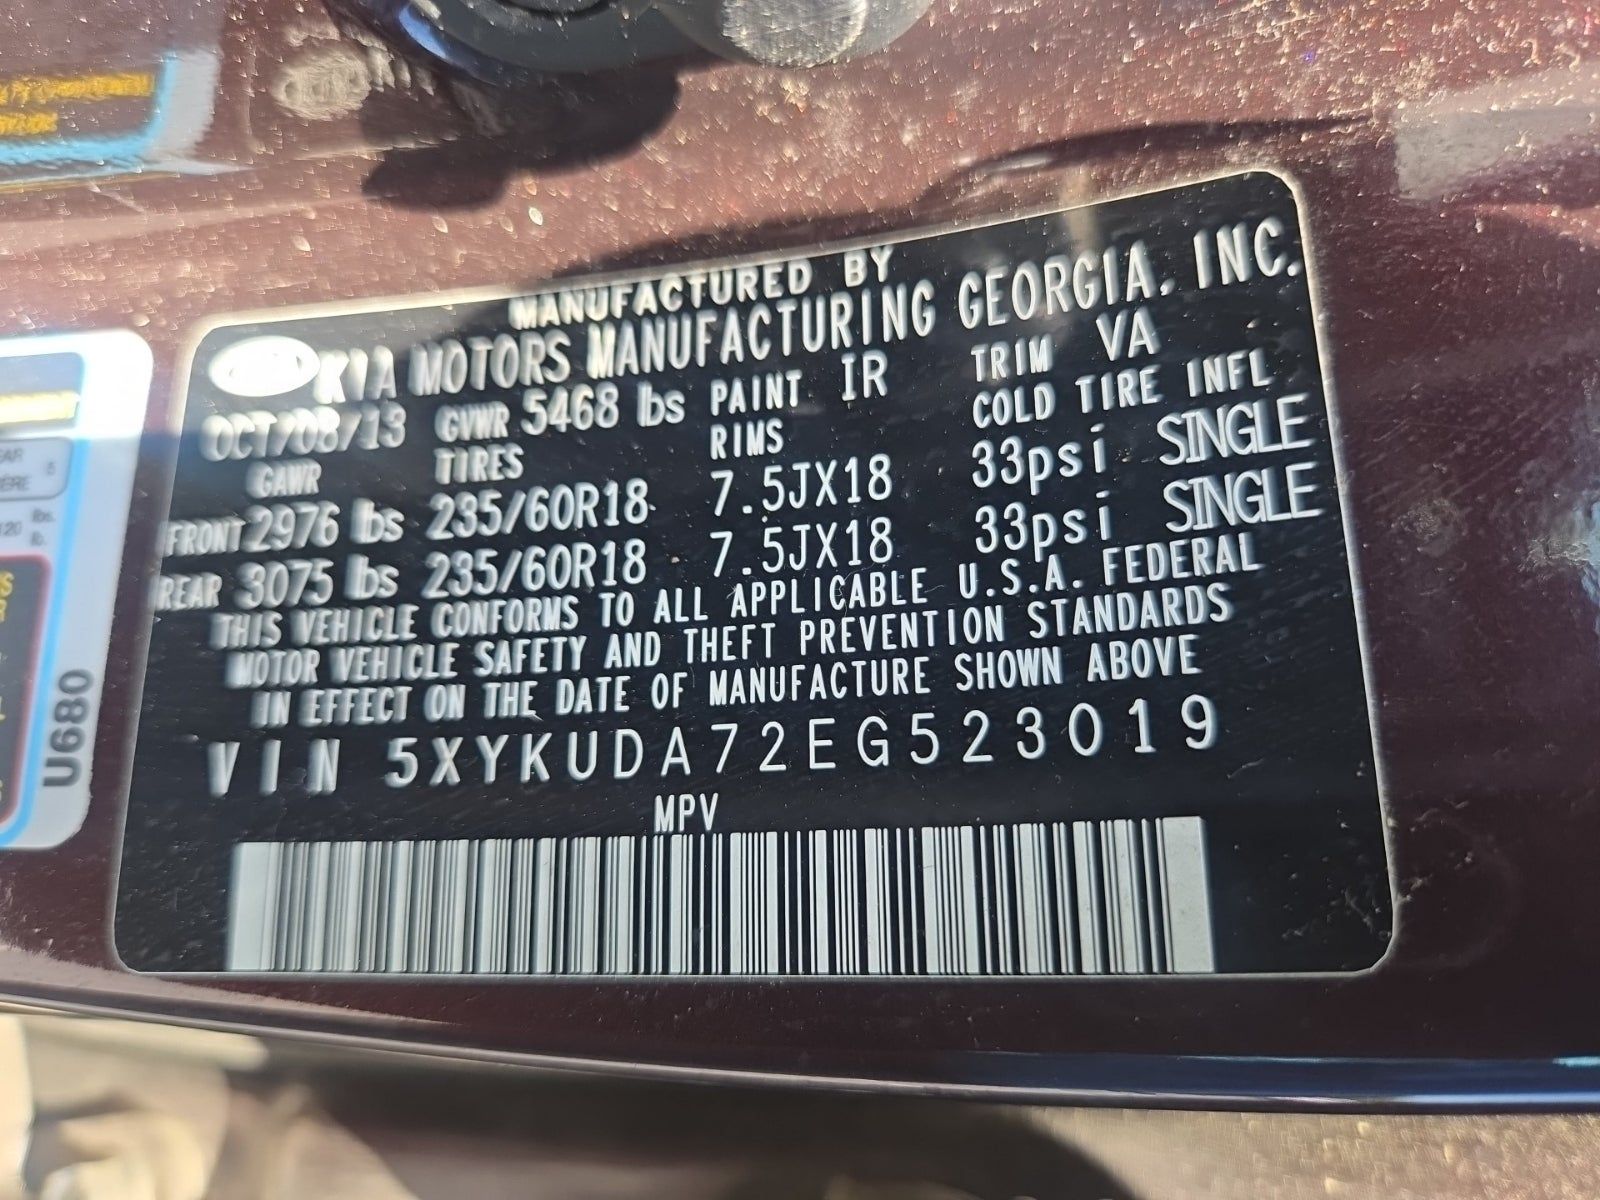 MANUFACTURED BY
KIA MOTORS MANUFACTURING GEORGIA, INC.
OCT/08/13 GVWR 5468 lbs PAINT IR TRIM VA
GAWR TIRES RIMS COLD TIRE INFL
FRONT 2976 lbs 235/60R18 7.5JX18 33psi SINGLE
REAR 3075 lbs 235/60R18 7.5JX18 33psi SINGLE
THIS VEHICLE CONFORMS TO ALL APPLICABLE U.S.A. FEDERAL
MOTOR VEHICLE SAFETY AND THEFT PREVENTION STANDARDS
IN EFFECT ON THE DATE OF MANUFACTURE SHOWN ABOVE
VIN 5XYKUDA72EG523019
MPV
U680
5
lbs.
lb.